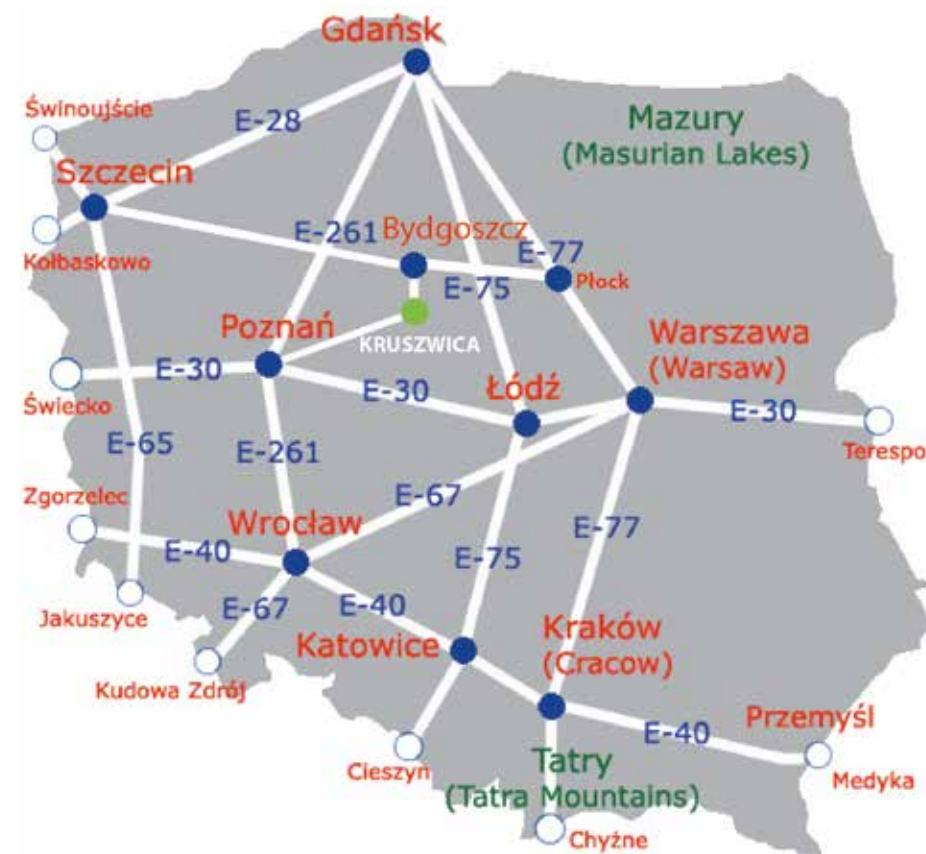 Gdańsk
Mazury
(Masurian Lakes)
Świnoujście
E-28
Szczecin
E-261
Bydgoszcz
E-77
Kołbaskowo
E-75
Płock
Poznań
KRUSZWICA
Warszawa
(Warsaw)
E-30
E-30
Łódź
E-30
Świecko
E-65
E-261
Terespo
Zgorzelec
E-67
Wrocław
E-77
E-40
E-75
Jakuszyce
E-67
E-40
Katowice
Kraków
(Cracow)
Kudowa Zdrój
Przemyśl
E-40
Cieszyn
Tatry
(Tatra Mountains)
Medyka
Chyżne